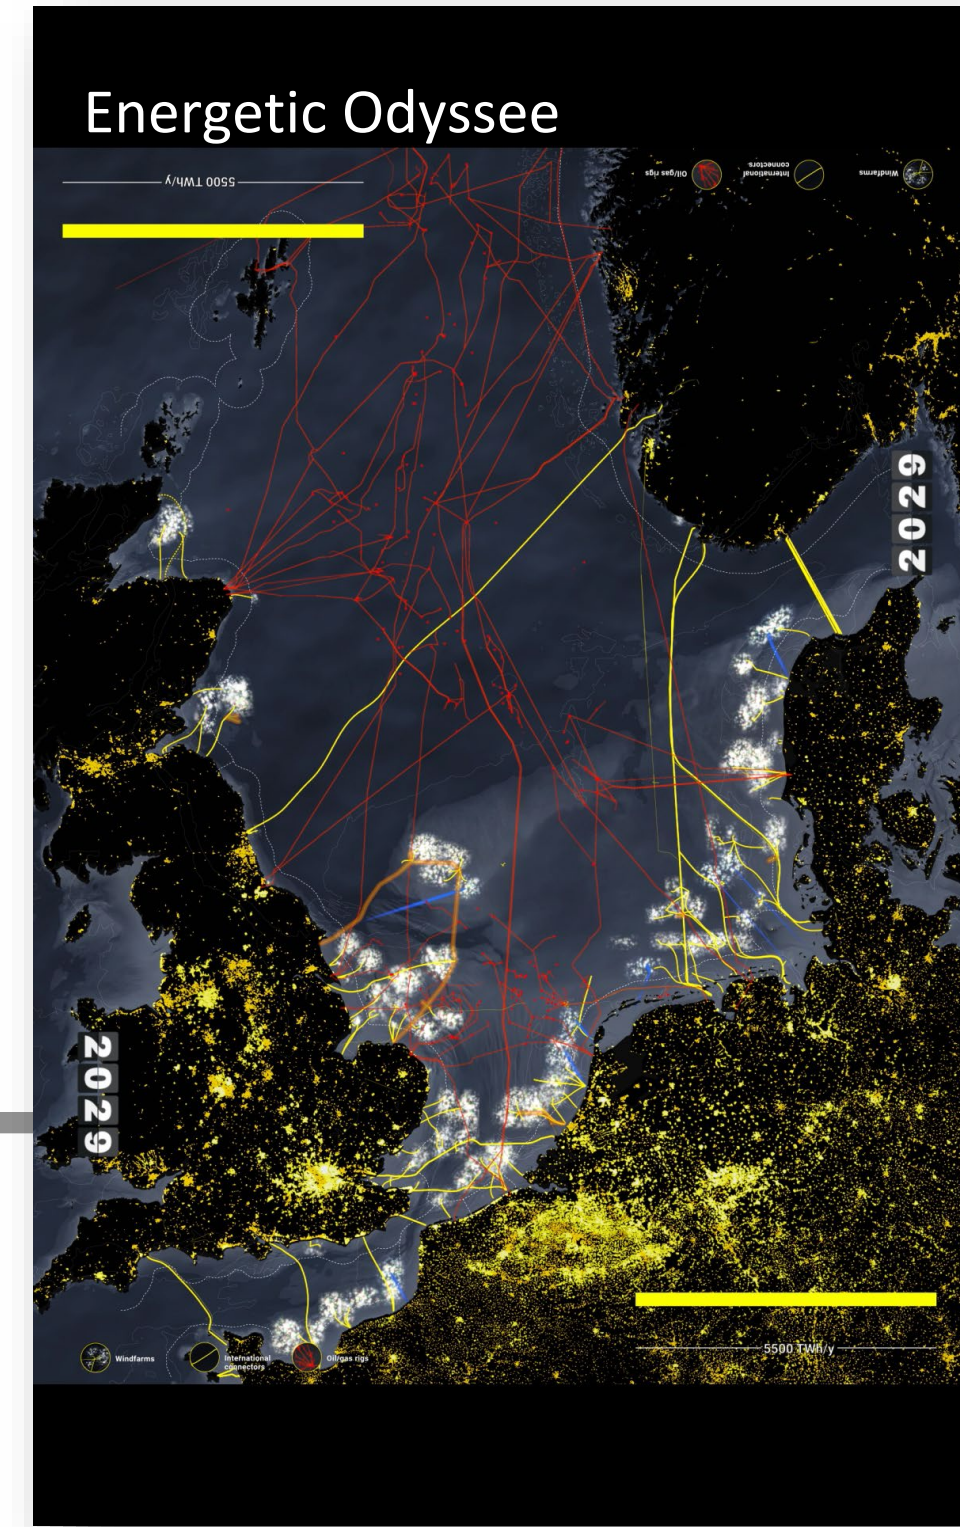 Energetic Odyssee
5500 TWh/y
Oil/gas rigs
International
connectors
Windfarms
2029
2029
5500 TWh/y
Windfarms
International
connectors
Oil/gas rigs